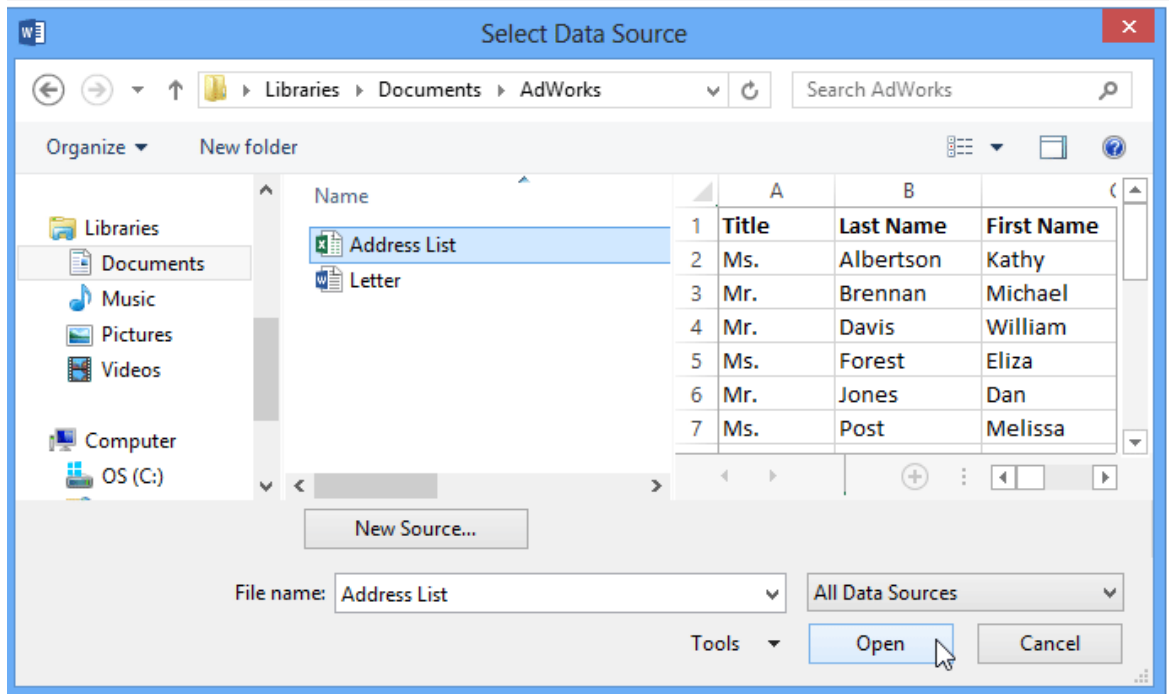 Select Data Source
Libraries Documents AdWorks
Search AdWorks
Organize
New folder
Libraries
Documents
Music
Pictures
Videos
Computer
OS (C:)
Name
Address List
Letter
A B C
1 Title Last Name First Name
2 Ms. Albertson Kathy
3 Mr. Brennan Michael
4 Mr. Davis William
5 Ms. Forest Eliza
6 Mr. Jones Dan
7 Ms. Post Melissa
New Source...
File name: Address List
All Data Sources
Tools Open Cancel